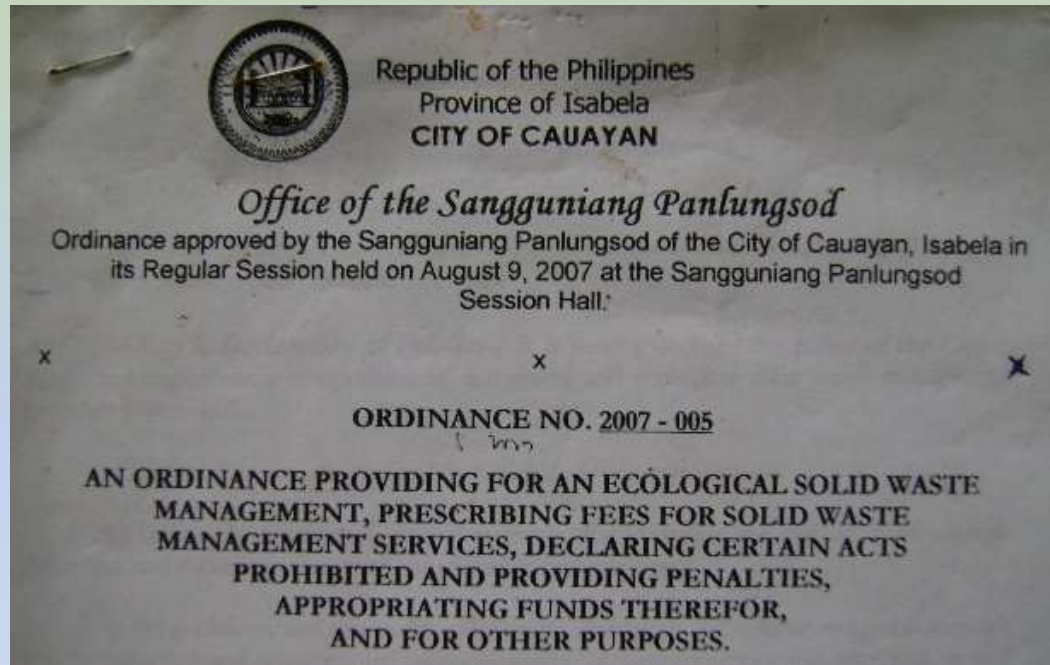 Republic of the Philippines
Province of Isabela
CITY OF CAUAYAN
Office of the Sangguniang Panlungsod
Ordinance approved by the Sangguniang Panlungsod of the City of Cauayan, Isabela in
its Regular Session held on August 9, 2007 at the Sangguniang Panlungsod
Session Hall.
x x x
ORDINANCE NO. 2007 - 005
AN ORDINANCE PROVIDING FOR AN ECOLOGICAL SOLID WASTE
MANAGEMENT, PRESCRIBING FEES FOR SOLID WASTE
MANAGEMENT SERVICES, DECLARING CERTAIN ACTS
PROHIBITED AND PROVIDING PENALTIES,
APPROPRIATING FUNDS THEREFOR,
AND FOR OTHER PURPOSES.